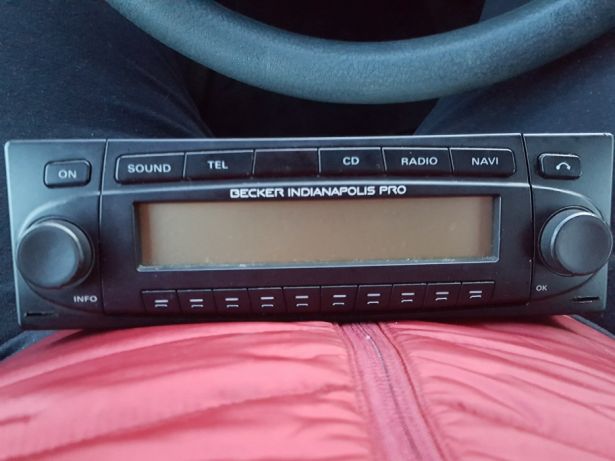 ON SOUND TEL CD RADIO NAVI
BECKER INDIANAPOLIS PRO
INFO OK